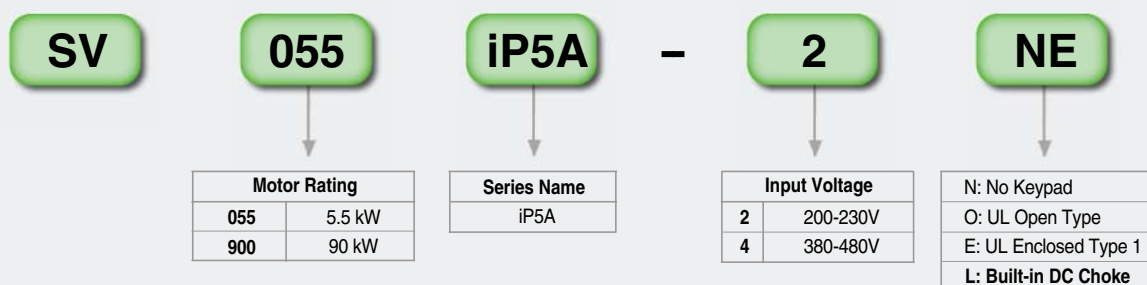 SV 055 iP5A – 2 NE
Motor Rating
055 5.5 kW
900 90 kW
Series Name
iP5A
Input Voltage
2 200-230V
4 380-480V
N: No Keypad
O: UL Open Type
E: UL Enclosed Type 1
L: Built-in DC Choke